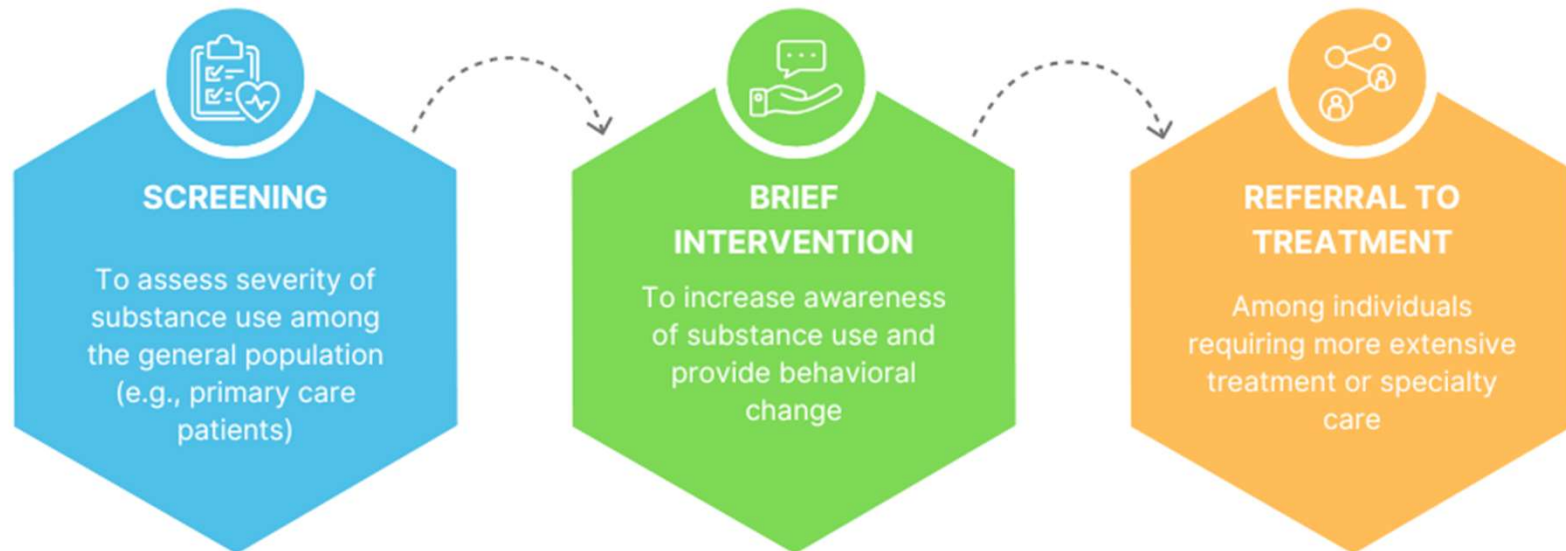 SCREENING
To assess severity of
substance use among
the general population
(e.g., primary care
patients)
BRIEF
INTERVENTION
To increase awareness
of substance use and
provide behavioral
change
REFERRAL TO
TREATMENT
Among individuals
requiring more extensive
treatment or specialty
care